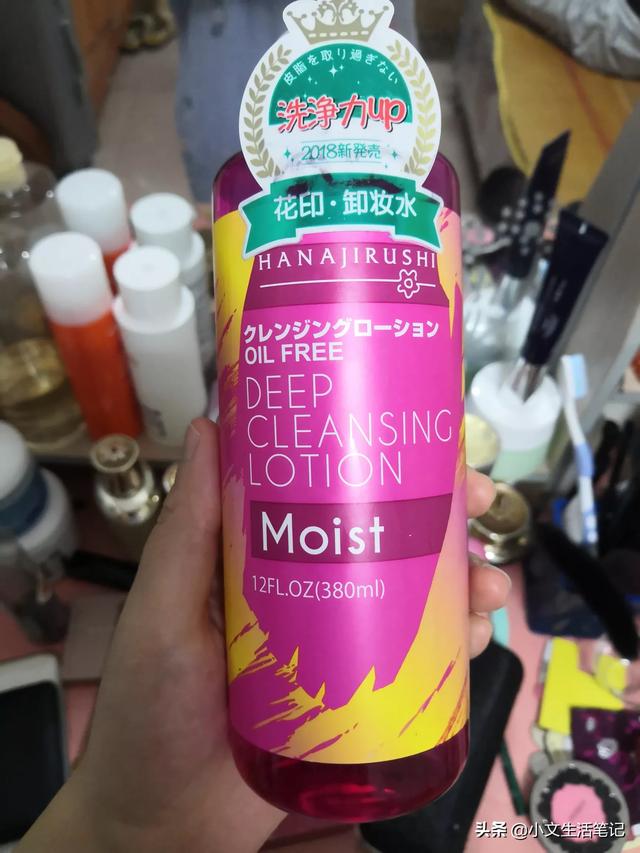 皮脂を取り過ぎない
洗浄力up
2018新発売
花印・卸妆水
HANAJIRUSHI
クレンジングローション
OIL FREE
DEEP
CLEANSING
LOTION
Moist
12FL.OZ(380ml)
头条 @小文生活笔记